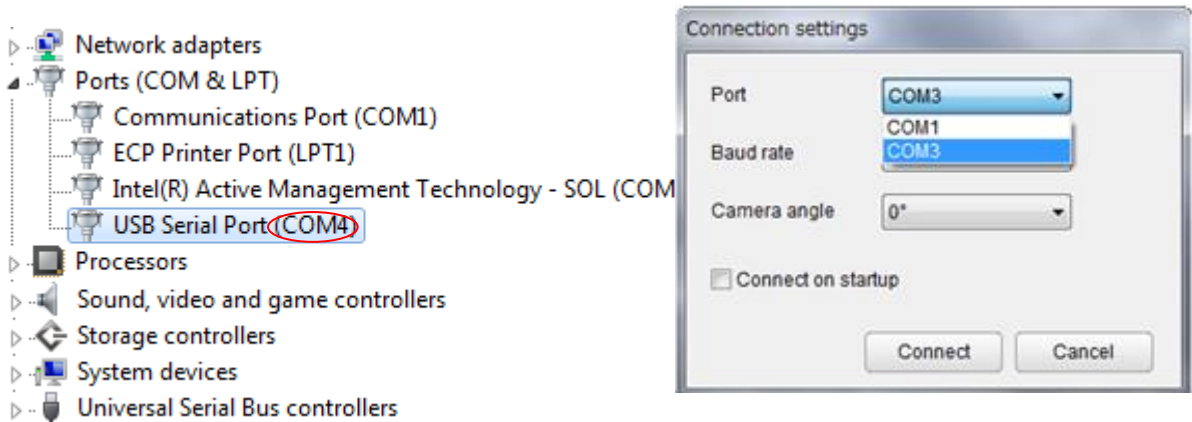 Network adapters
Ports (COM & LPT)
Communications Port (COM1)
ECP Printer Port (LPT1)
Intel(R) Active Management Technology - SOL (COM
USB Serial Port (COM4)
Processors
Sound, video and game controllers
Storage controllers
System devices
Universal Serial Bus controllers
Connection settings
Port
COM3
COM1
COM3
Baud rate
Camera angle
0°
Connect on startup
Connect
Cancel